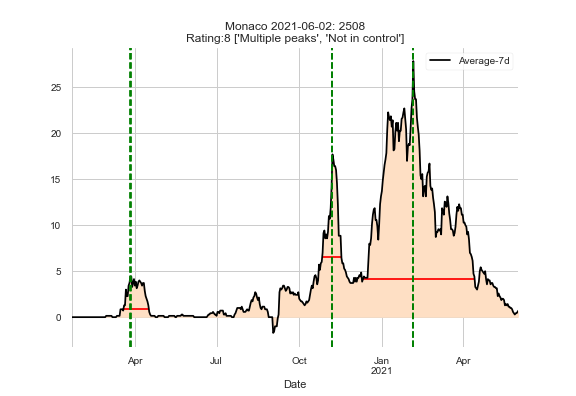 Monaco 2021-06-02: 2508
Rating:8 ['Multiple peaks', 'Not in control']
Average-7d
25
20
15
10
5
0
Apr
Jul
Oct
Jan
2021
Apr
Date